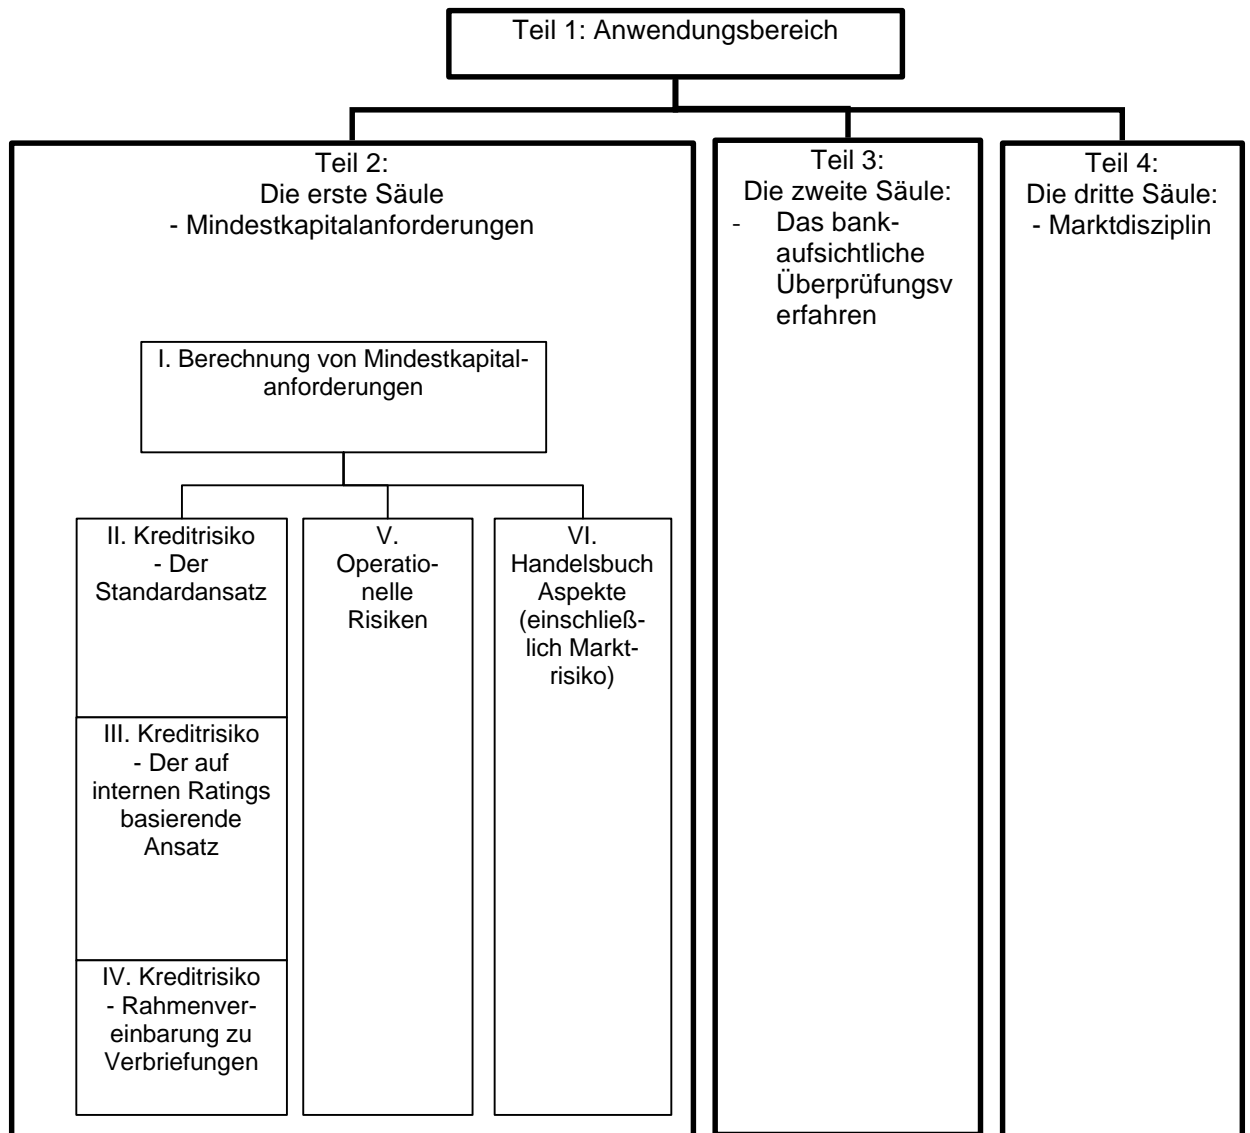 Teil 1: Anwendungsbereich
Teil 2:
Die erste Säule
- Mindestkapitalanforderungen
I. Berechnung von Mindestkapital-
anforderungen
II. Kreditrisiko
- Der
Standardansatz
III. Kreditrisiko
- Der auf
internen Ratings
basierende
Ansatz
IV. Kreditrisiko
- Rahmenver-
einbarung zu
Verbriefungen
V.
Operatio-
nelle
Risiken
VI.
Handelsbuch
Aspekte
(einschließ-
lich Markt-
risiko)
Teil 3:
Die zweite Säule:
- Das bank-
aufsichtliche
Überprüfungsv
erfahren
Teil 4:
Die dritte Säule:
- Marktdisziplin